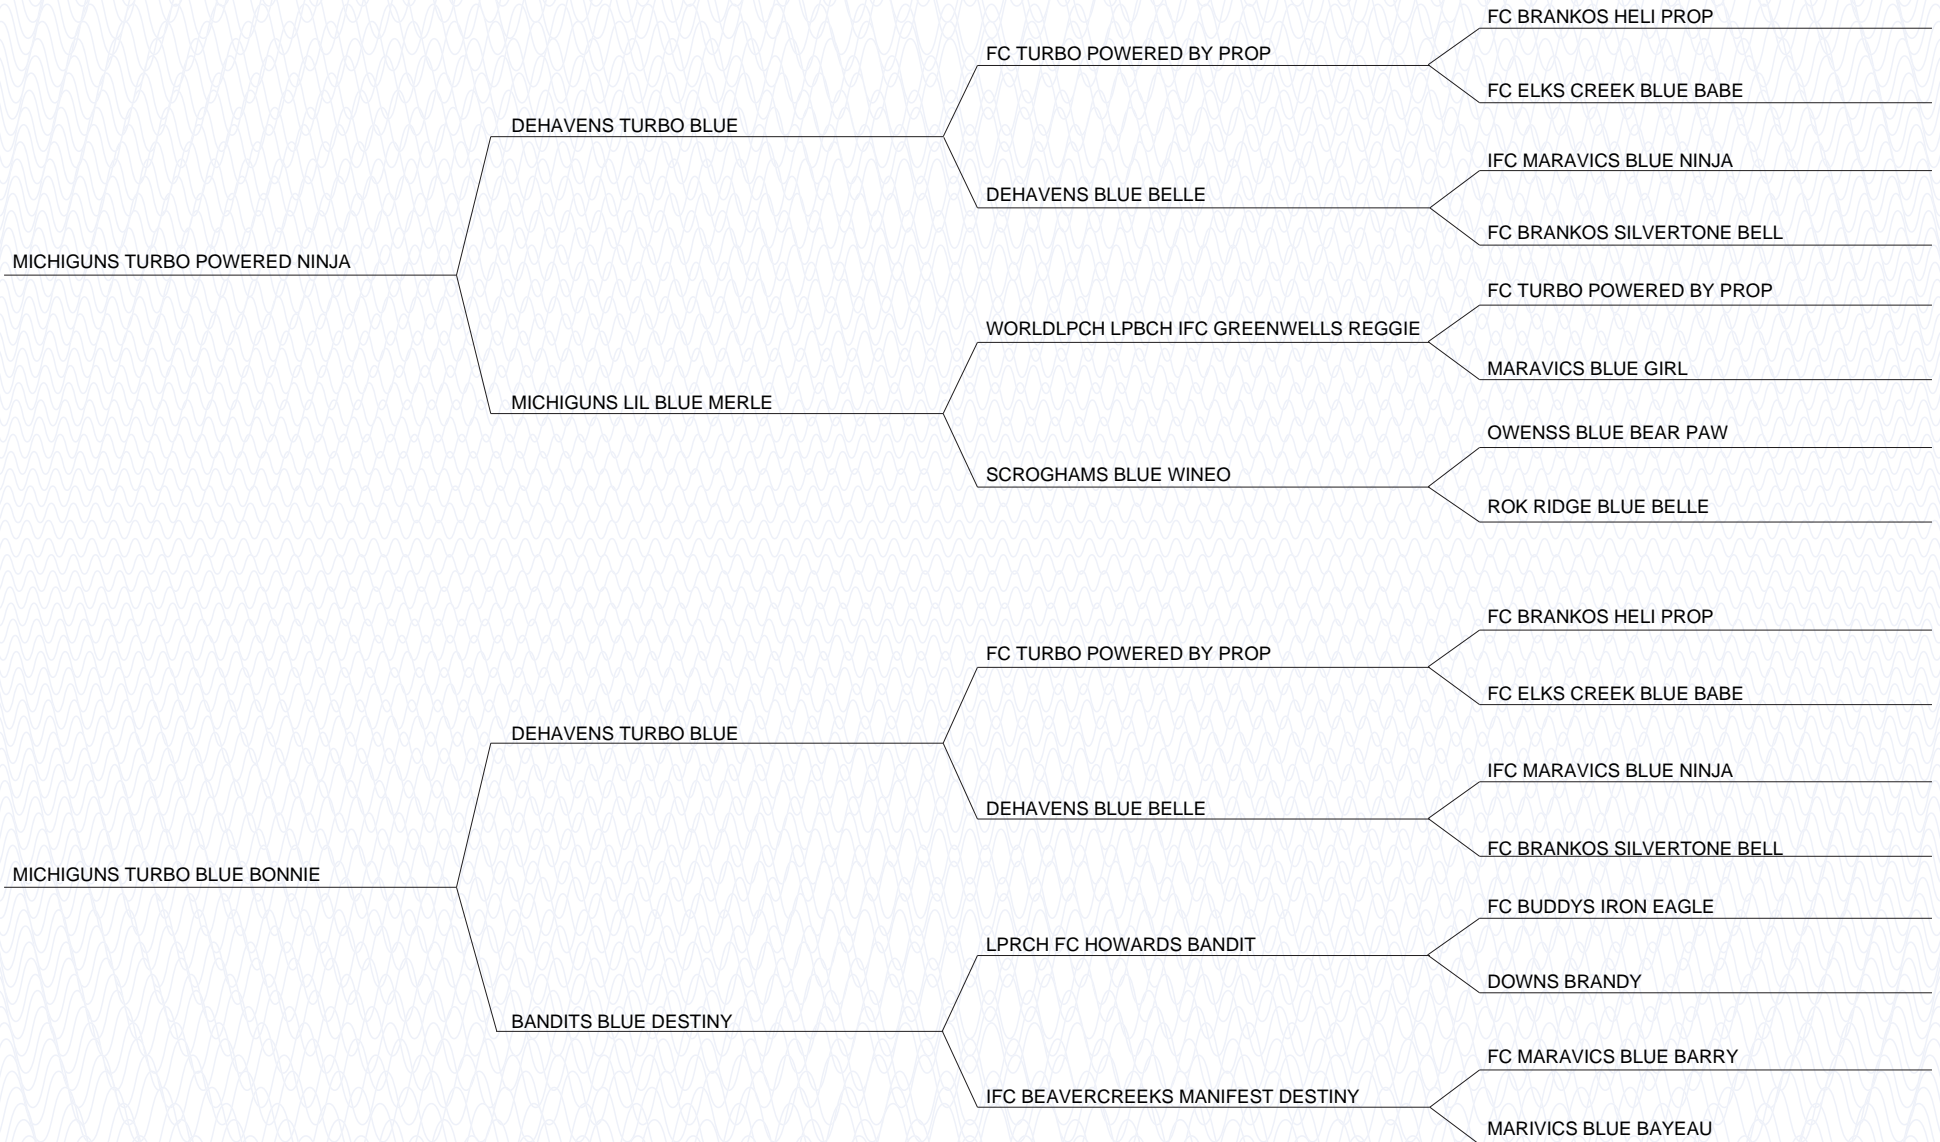 FC BRANKOS HELI PROP
FC TURBO POWERED BY PROP
FC ELKS CREEK BLUE BABE
DEHAVENS TURBO BLUE
IFC MARAVICS BLUE NINJA
DEHAVENS BLUE BELLE
FC BRANKOS SILVERTONE BELL
MICHIGUNS TURBO POWERED NINJA
FC TURBO POWERED BY PROP
WORLDLPCH LPBCH IFC GREENWELLS REGGIE
MARAVICS BLUE GIRL
MICHIGUNS LIL BLUE MERLE
OWENSS BLUE BEAR PAW
SCROGHAMS BLUE WINEO
ROK RIDGE BLUE BELLE
FC BRANKOS HELI PROP
FC TURBO POWERED BY PROP
FC ELKS CREEK BLUE BABE
DEHAVENS TURBO BLUE
IFC MARAVICS BLUE NINJA
DEHAVENS BLUE BELLE
FC BRANKOS SILVERTONE BELL
MICHIGUNS TURBO BLUE BONNIE
FC BUDDYS IRON EAGLE
LPRCH FC HOWARDS BANDIT
DOWNS BRANDY
BANDITS BLUE DESTINY
FC MARAVICS BLUE BARRY
IFC BEAVERCREEKS MANIFEST DESTINY
MARIVICS BLUE BAYEAU